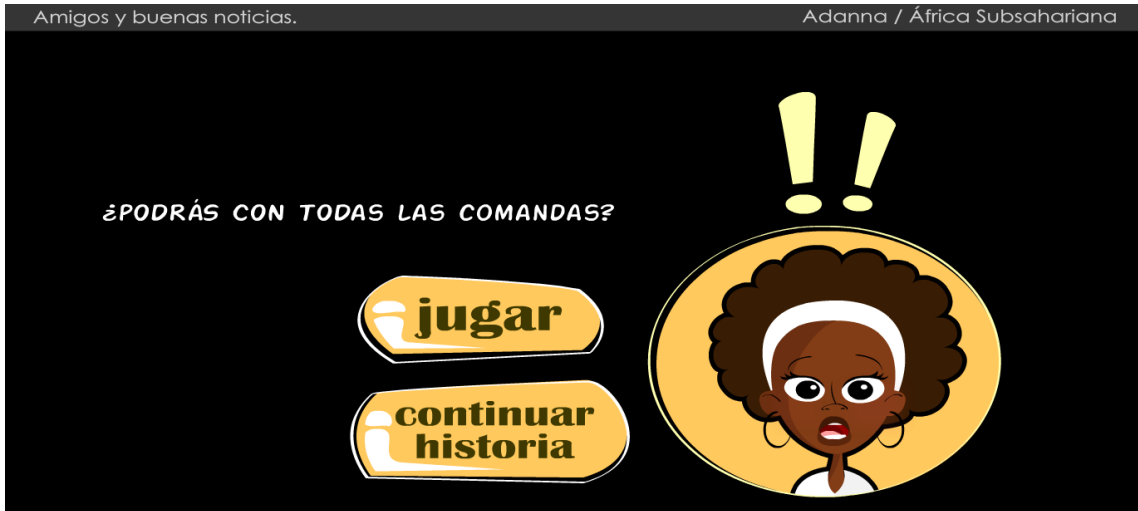 Amigos y buenas noticias.
Adanna / África Subsahariana
¿PODRÁS CON TODAS LAS COMANDAS?
jugar
continuar
historia